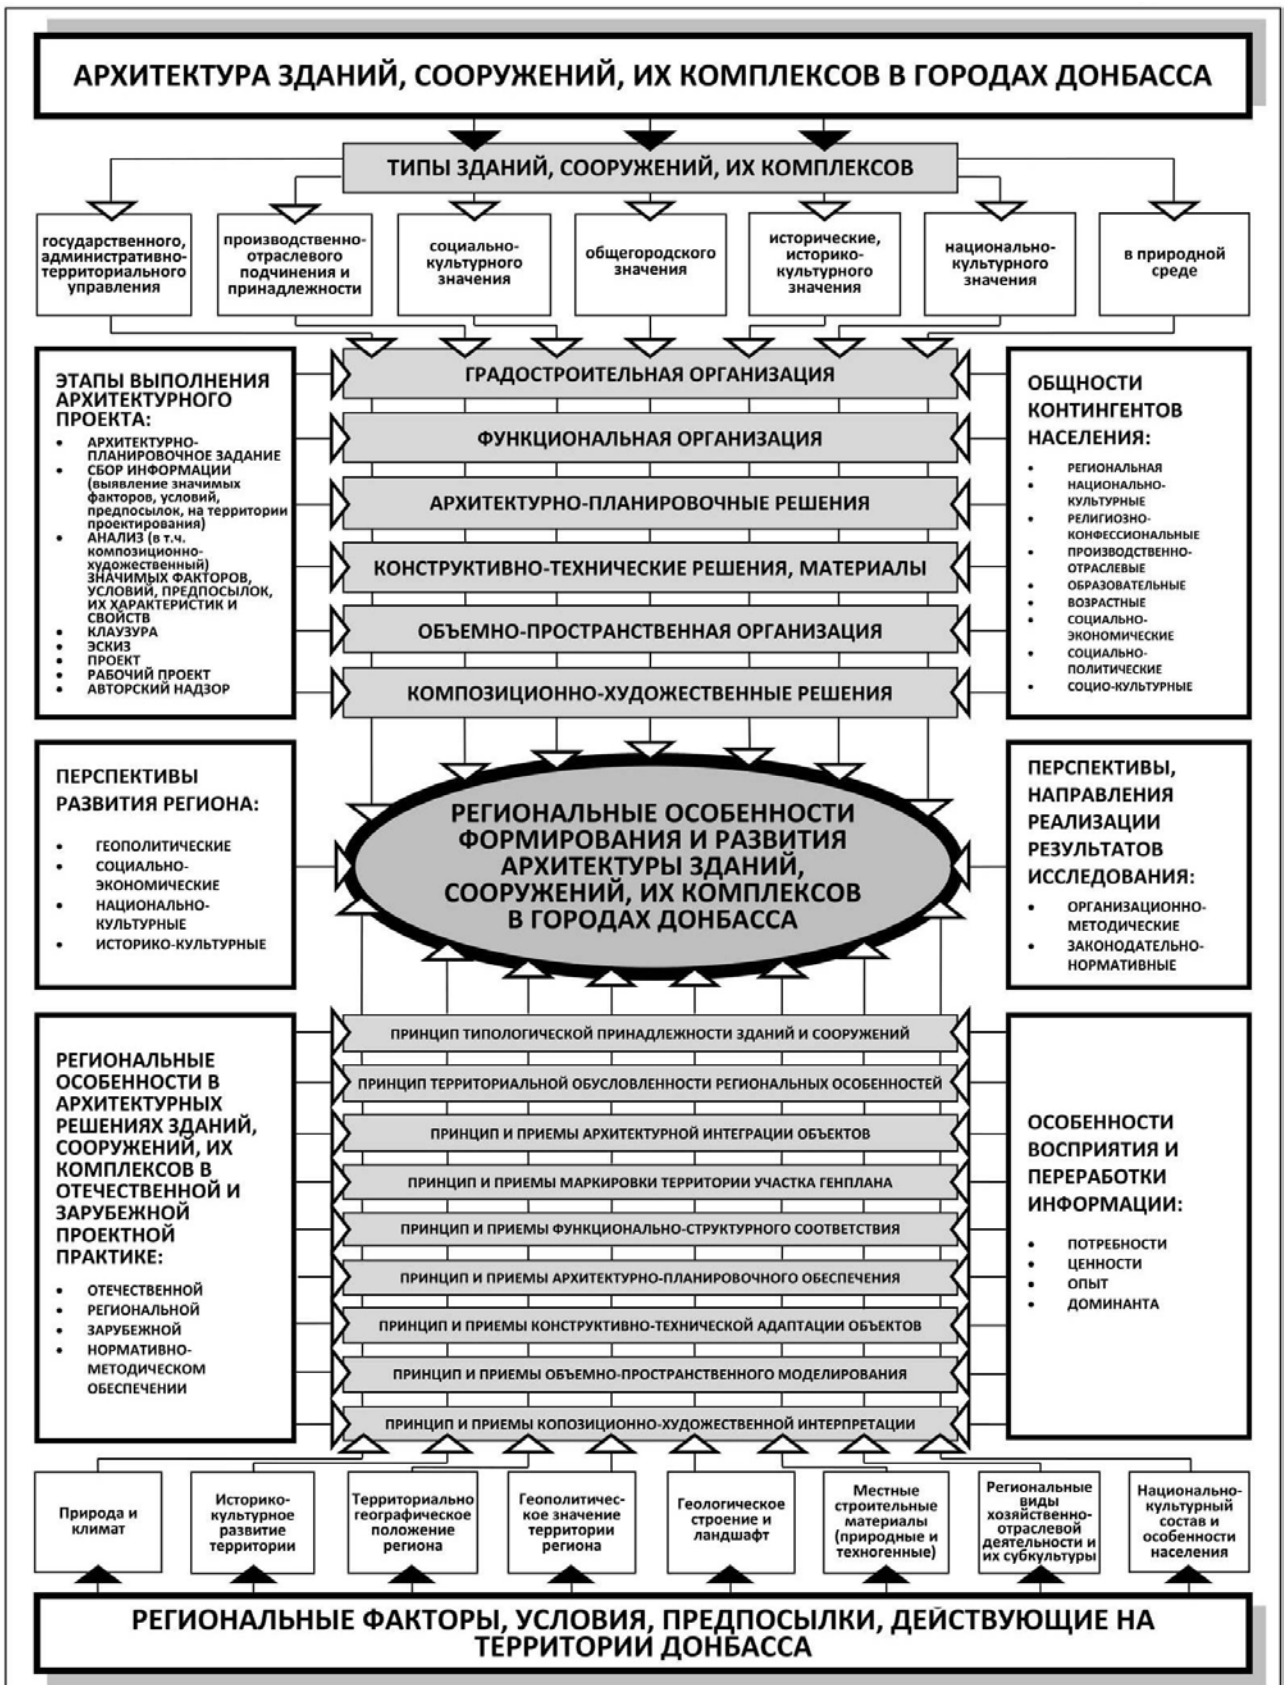 АРХИТЕКТУРА ЗДАНИЙ, СООРУЖЕНИЙ, ИХ КОМПЛЕКСОВ В ГОРОДАХ ДОНБАССА
ТИПЫ ЗДАНИЙ, СООРУЖЕНИЙ, ИХ КОМПЛЕКСОВ
государственного,
административно-
территориального
управления
производственно-
отраслевого
подчинения и
принадлежности
социально-
культурного
значения
общегородского
значения
исторические,
историко-
культурного
значения
национально-
культурного
значения
в природной
среде
ЭТАПЫ ВЫПОЛНЕНИЯ
АРХИТЕКТУРНОГО
ПРОЕКТА:
• АРХИТЕКТУРНО-
ПЛАНИРОВОЧНОЕ ЗАДАНИЕ
• СБОР ИНФОРМАЦИИ
(выявление значимых
факторов, условий,
предпосылок, на территории
проектирования)
• АНАЛИЗ (в т.ч.
композиционно-
художественный)
ЗНАЧИМЫХ ФАКТОРОВ,
УСЛОВИЙ, ПРЕДПОСЫЛОК,
ИХ ХАРАКТЕРИСТИК И
СВОЙСТВ
• КЛАУЗУРА
• ЭСКИЗ
• ПРОЕКТ
• РАБОЧИЙ ПРОЕКТ
• АВТОРСКИЙ НАДЗОР
ГРАДОСТРОИТЕЛЬНАЯ ОРГАНИЗАЦИЯ
ФУНКЦИОНАЛЬНАЯ ОРГАНИЗАЦИЯ
АРХИТЕКТУРНО-ПЛАНИРОВОЧНЫЕ РЕШЕНИЯ
КОНСТРУКТИВНО-ТЕХНИЧЕСКИЕ РЕШЕНИЯ, МАТЕРИАЛЫ
ОБЪЕМНО-ПРОСТРАНСТВЕННАЯ ОРГАНИЗАЦИЯ
КОМПОЗИЦИОННО-ХУДОЖЕСТВЕННЫЕ РЕШЕНИЯ
ОБЩНОСТИ
КОНТИНГЕНТОВ
НАСЕЛЕНИЯ:
• РЕГИОНАЛЬНАЯ
• НАЦИОНАЛЬНО-
КУЛЬТУРНЫЕ
• РЕЛИГИОЗНО-
КОНФЕССИОНАЛЬНЫЕ
• ПРОИЗВОДСТВЕННО-
ОТРАСЛЕВЫЕ
• ОБРАЗОВАТЕЛЬНЫЕ
• ВОЗРАСТНЫЕ
• СОЦИАЛЬНО-
ЭКОНОМИЧЕСКИЕ
• СОЦИАЛЬНО-
ПОЛИТИЧЕСКИЕ
• СОЦИО-КУЛЬТУРНЫЕ
ПЕРСПЕКТИВЫ
РАЗВИТИЯ РЕГИОНА:
• ГЕОПОЛИТИЧЕСКИЕ
• СОЦИАЛЬНО-
ЭКОНОМИЧЕСКИЕ
• НАЦИОНАЛЬНО-
КУЛЬТУРНЫЕ
• ИСТОРИКО-КУЛЬТУРНЫЕ
РЕГИОНАЛЬНЫЕ ОСОБЕННОСТИ
ФОРМИРОВАНИЯ И РАЗВИТИЯ
АРХИТЕКТУРЫ ЗДАНИЙ,
СООРУЖЕНИЙ, ИХ КОМПЛЕКСОВ
В ГОРОДАХ ДОНБАССА
ПЕРСПЕКТИВЫ,
НАПРАВЛЕНИЯ
РЕАЛИЗАЦИИ
РЕЗУЛЬТАТОВ
ИССЛЕДОВАНИЯ:
• ОРГАНИЗАЦИОННО-
МЕТОДИЧЕСКИЕ
• ЗАКОНОДАТЕЛЬНО-
НОРМАТИВНЫЕ
РЕГИОНАЛЬНЫЕ
ОСОБЕННОСТИ В
АРХИТЕКТУРНЫХ
РЕШЕНИЯХ ЗДАНИЙ,
СООРУЖЕНИЙ, ИХ
КОМПЛЕКСОВ В
ОТЕЧЕСТВЕННОЙ И
ЗАРУБЕЖНОЙ
ПРОЕКТНОЙ
ПРАКТИКЕ:
• ОТЕЧЕСТВЕННОЙ
• РЕГИОНАЛЬНОЙ
• ЗАРУБЕЖНОЙ
• НОРМАТИВНО-
МЕТОДИЧЕСКОМ
ОБЕСПЕЧЕНИИ
ПРИНЦИП ТИПОЛОГИЧЕСКОЙ ПРИНАДЛЕЖНОСТИ ЗДАНИЙ И СООРУЖЕНИЙ
ПРИНЦИП ТЕРРИТОРИАЛЬНОЙ ОБУСЛОВЛЕННОСТИ РЕГИОНАЛЬНЫХ ОСОБЕННОСТЕЙ
ПРИНЦИП И ПРИЕМЫ АРХИТЕКТУРНОЙ ИНТЕГРАЦИИ ОБЪЕКТОВ
ПРИНЦИП И ПРИЕМЫ МАРКИРОВКИ ТЕРРИТОРИИ УЧАСТКА ГЕНПЛАНА
ПРИНЦИП И ПРИЕМЫ ФУНКЦИОНАЛЬНО-СТРУКТУРНОГО СООТВЕТСТВИЯ
ПРИНЦИП И ПРИЕМЫ АРХИТЕКТУРНО-ПЛАНИРОВОЧНОГО ОБЕСПЕЧЕНИЯ
ПРИНЦИП И ПРИЕМЫ КОНСТРУКТИВНО-ТЕХНИЧЕСКОЙ АДАПТАЦИИ ОБЪЕКТОВ
ПРИНЦИП И ПРИЕМЫ ОБЪЕМНО-ПРОСТРАНСТВЕННОГО МОДЕЛИРОВАНИЯ
ПРИНЦИП И ПРИЕМЫ КОПОЗИЦИОННО-ХУДОЖЕСТВЕННОЙ ИНТЕРПРЕТАЦИИ
ОСОБЕННОСТИ
ВОСПРИЯТИЯ И
ПЕРЕРАБОТКИ
ИНФОРМАЦИИ:
• ПОТРЕБНОСТИ
• ЦЕННОСТИ
• ОПЫТ
• ДОМИНАНТА
Природа и
климат
Историко-
культурное
развитие
территории
Территориально
географическое
положение
региона
Геополитичес-
кое значение
территории
региона
Геологическое
строение и
ландшафт
Местные
строительные
материалы
(природные и
техногенные)
Региональные
виды
хозяйственно-
отраслевой
деятельности и
их субкультуры
Национально-
культурный
состав и
особенности
населения
РЕГИОНАЛЬНЫЕ ФАКТОРЫ, УСЛОВИЯ, ПРЕДПОСЫЛКИ, ДЕЙСТВУЮЩИЕ НА
ТЕРРИТОРИИ ДОНБАССА